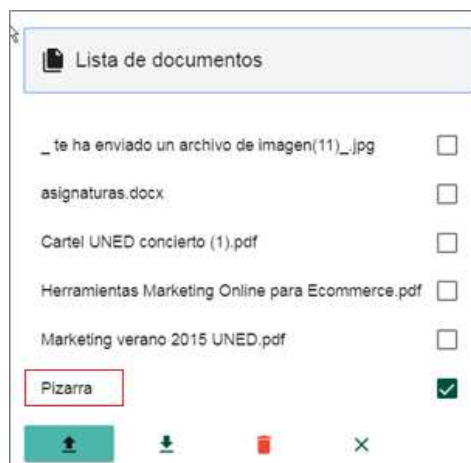 Lista de documentos
_ te ha enviado un archivo de imagen(11)_.jpg
asignaturas.docx
Cartel UNED concierto (1).pdf
Herramientas Marketing Online para Ecommerce.pdf
Marketing verano 2015 UNED.pdf
Pizarra